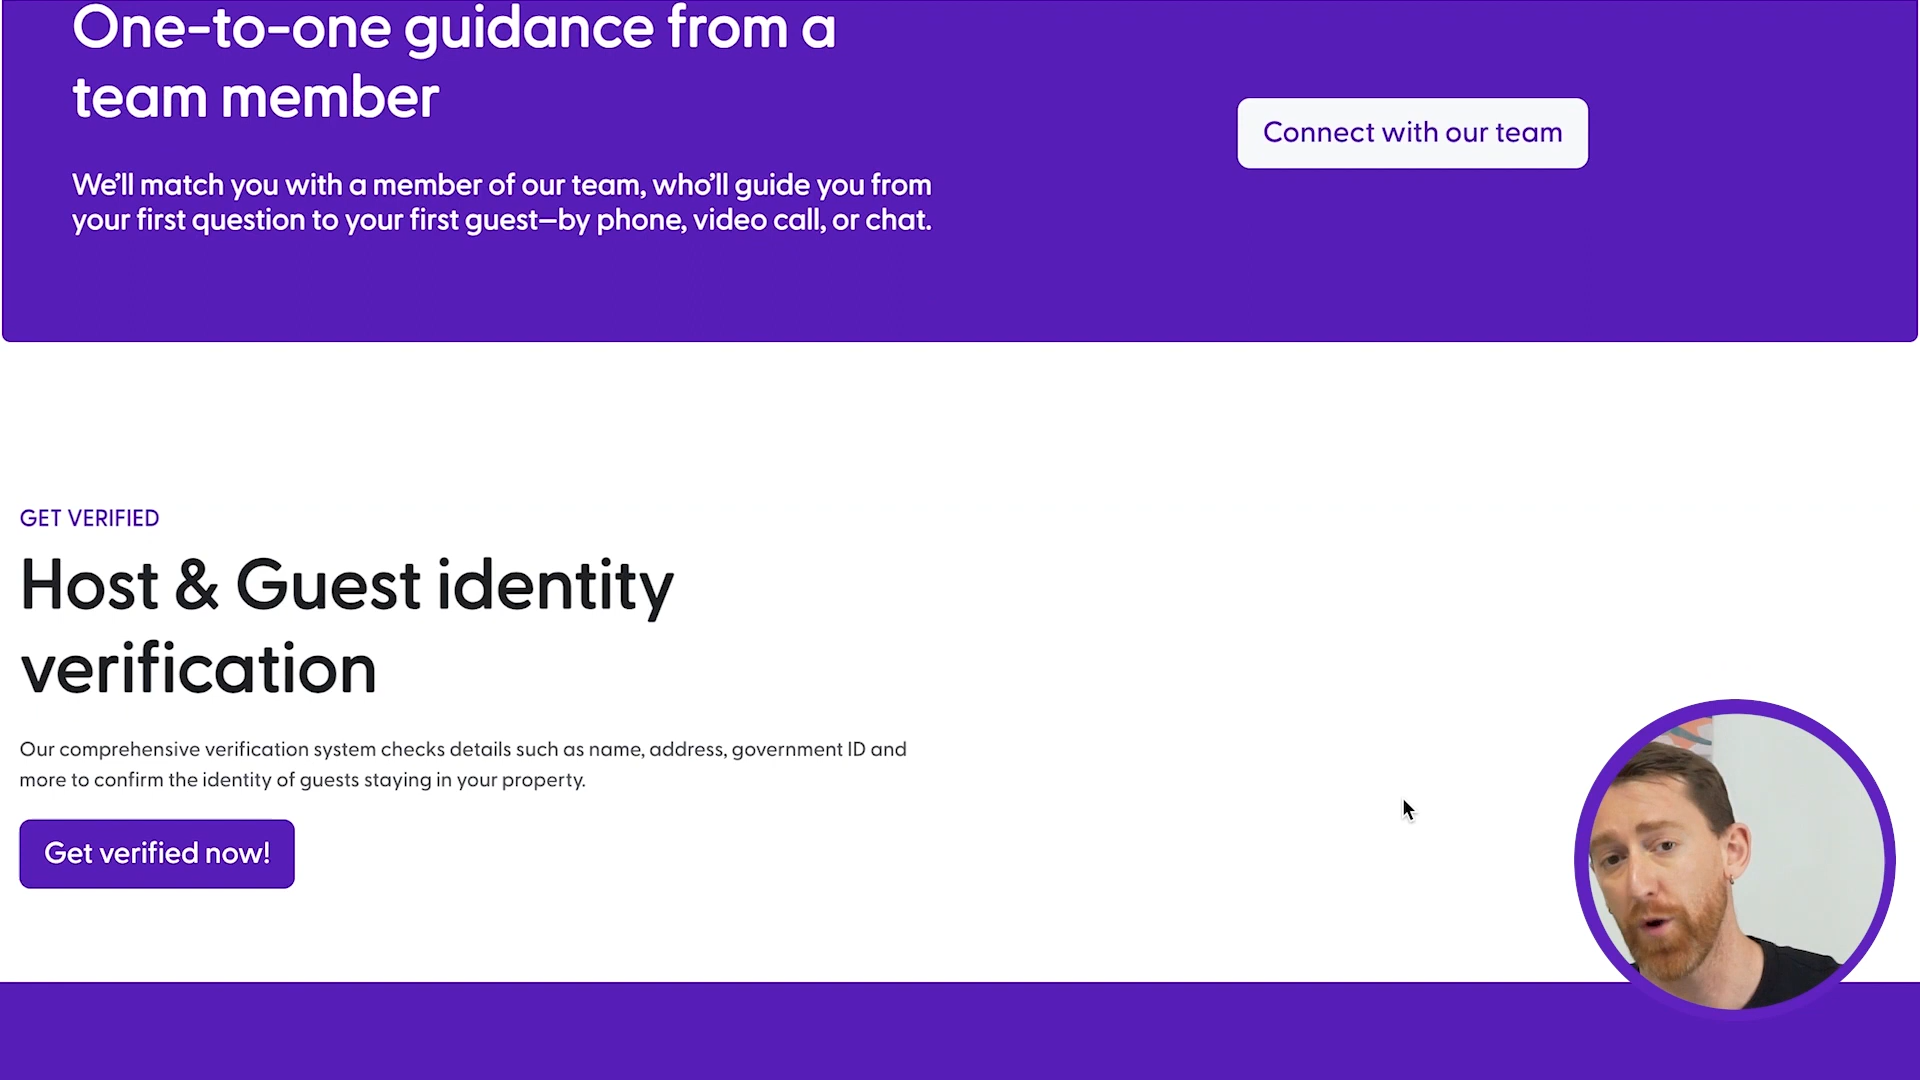 One-to-one guidance from a
team member
Connect with our team
We'll match you with a member of our team, who'll guide you from
your first question to your first guest—by phone, video call, or chat.
GET VERIFIED
Host & Guest identity
verification
Our comprehensive verification system checks details such as name, address, government ID and
more to confirm the identity of guests staying in your property.
Get verified now!